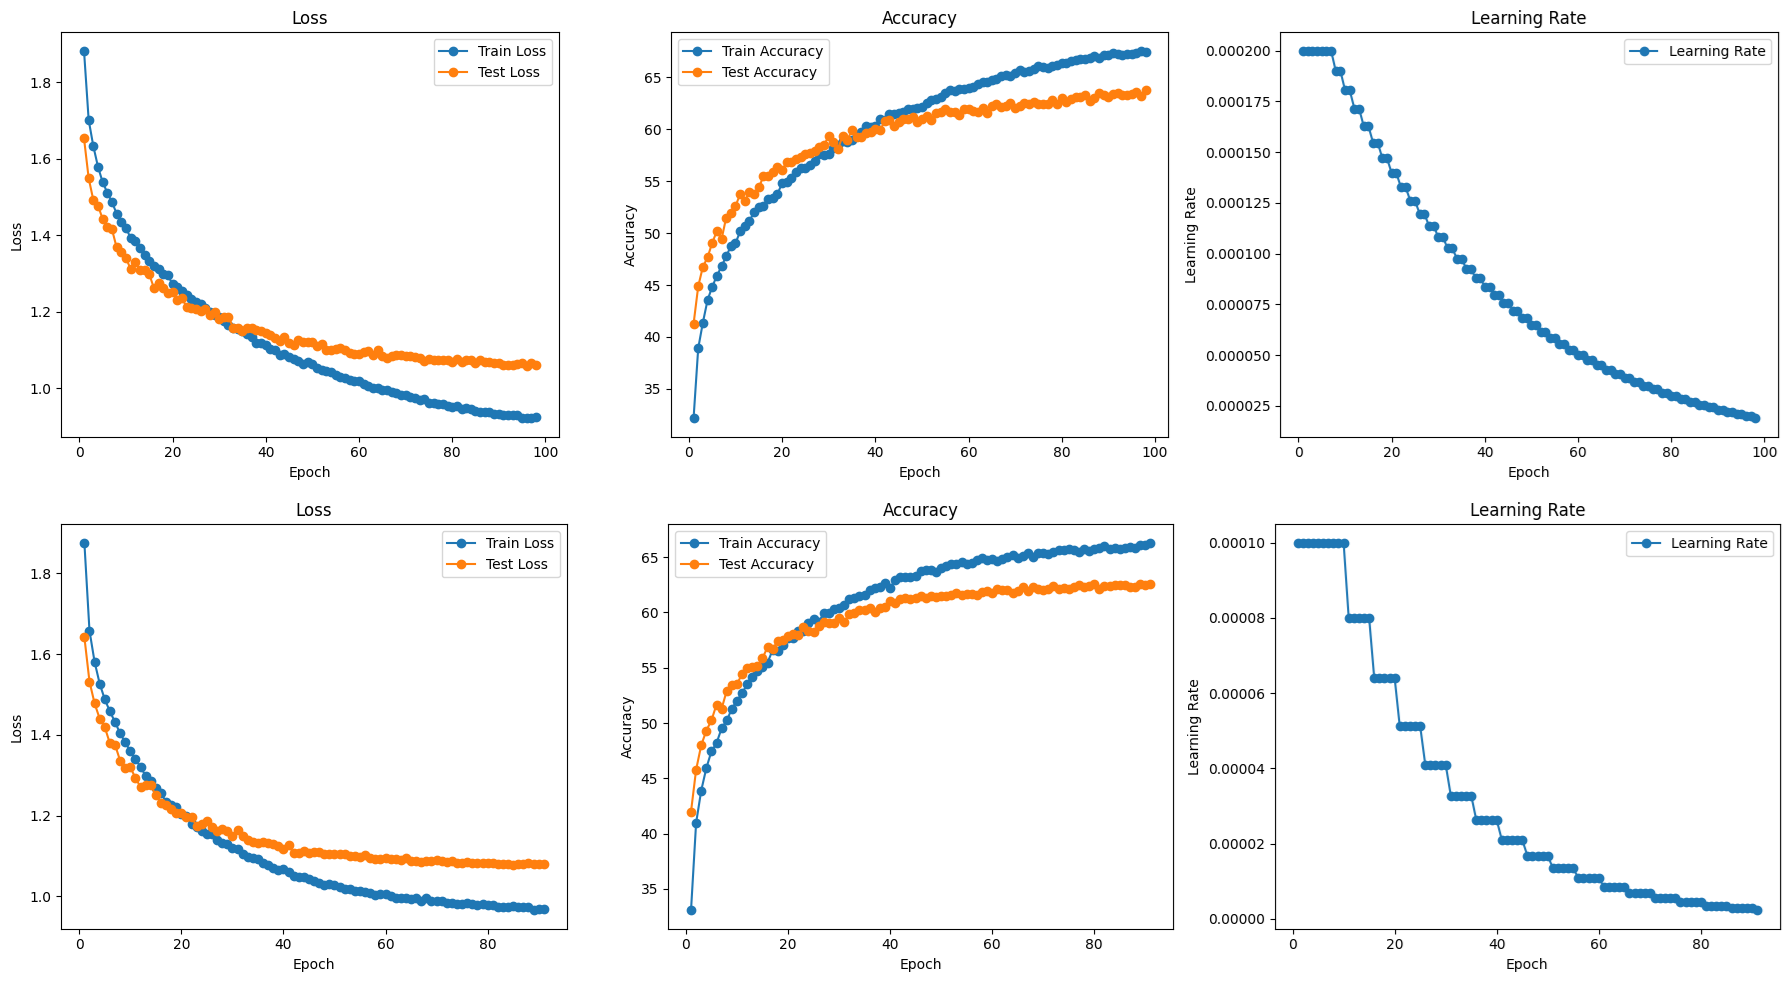 Loss
Accuracy
Learning Rate
Train Loss
Test Loss
Train Accuracy
Test Accuracy
Learning Rate
1.8
1.6
1.4
1.2
1.0
Loss
65
60
55
50
45
40
35
Accuracy
0.000200
0.000175
0.000150
0.000125
0.000100
0.000075
0.000050
0.000025
Learning Rate
0 20 40 60 80 100
Epoch
0 20 40 60 80 100
Epoch
0 20 40 60 80 100
Epoch
Loss
Accuracy
Learning Rate
Train Loss
Test Loss
Train Accuracy
Test Accuracy
Learning Rate
1.8
1.6
1.4
1.2
1.0
Loss
65
60
55
50
45
40
35
Accuracy
0.00010
0.00008
0.00006
0.00004
0.00002
0.00000
Learning Rate
0 20 40 60 80
Epoch
0 20 40 60 80
Epoch
0 20 40 60 80
Epoch